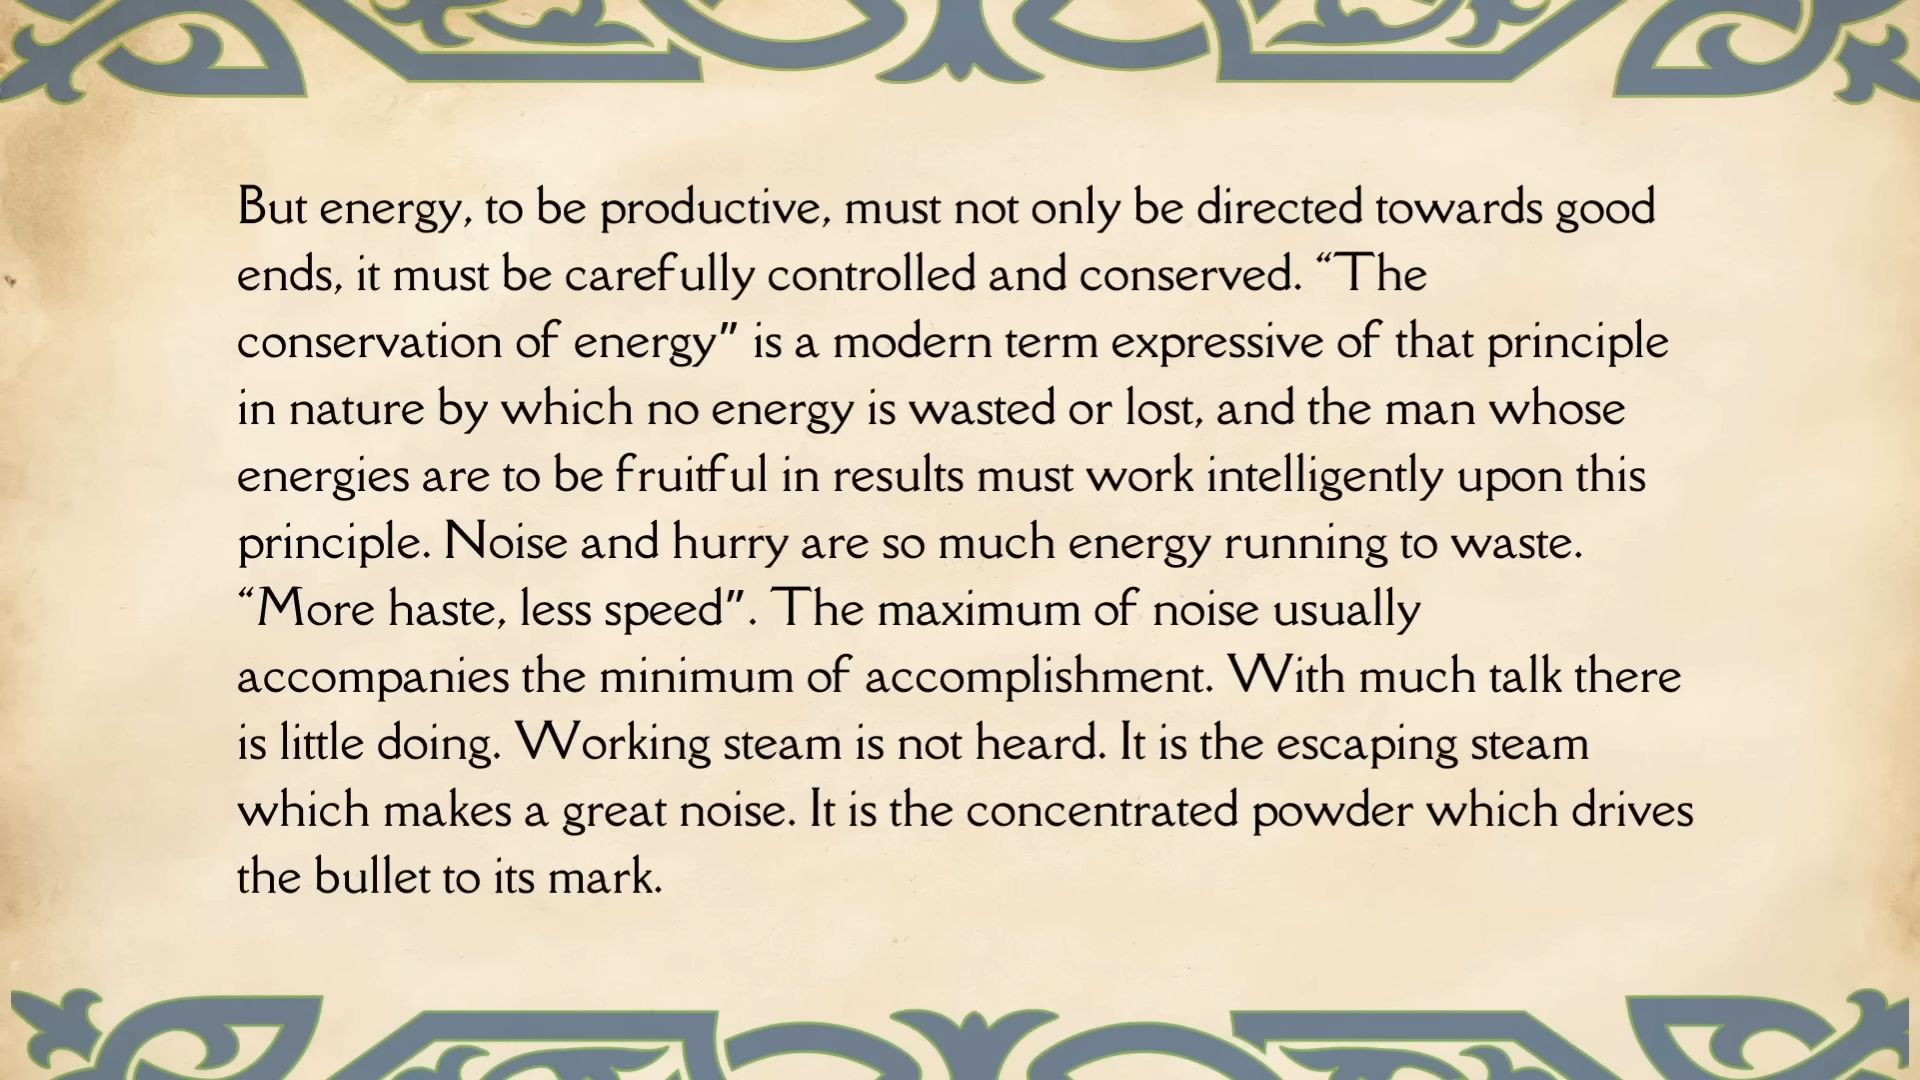 But energy, to be productive, must not only be directed towards good
ends, it must be carefully controlled and conserved. “The
conservation of energy” is a modern term expressive of that principle
in nature by which no energy is wasted or lost, and the man whose
energies are to be fruitful in results must work intelligently upon this
principle. Noise and hurry are so much energy running to waste.
“More haste, less speed”. The maximum of noise usually
accompanies the minimum of accomplishment. With much talk there
is little doing. Working steam is not heard. It is the escaping steam
which makes a great noise. It is the concentrated powder which drives
the bullet to its mark.